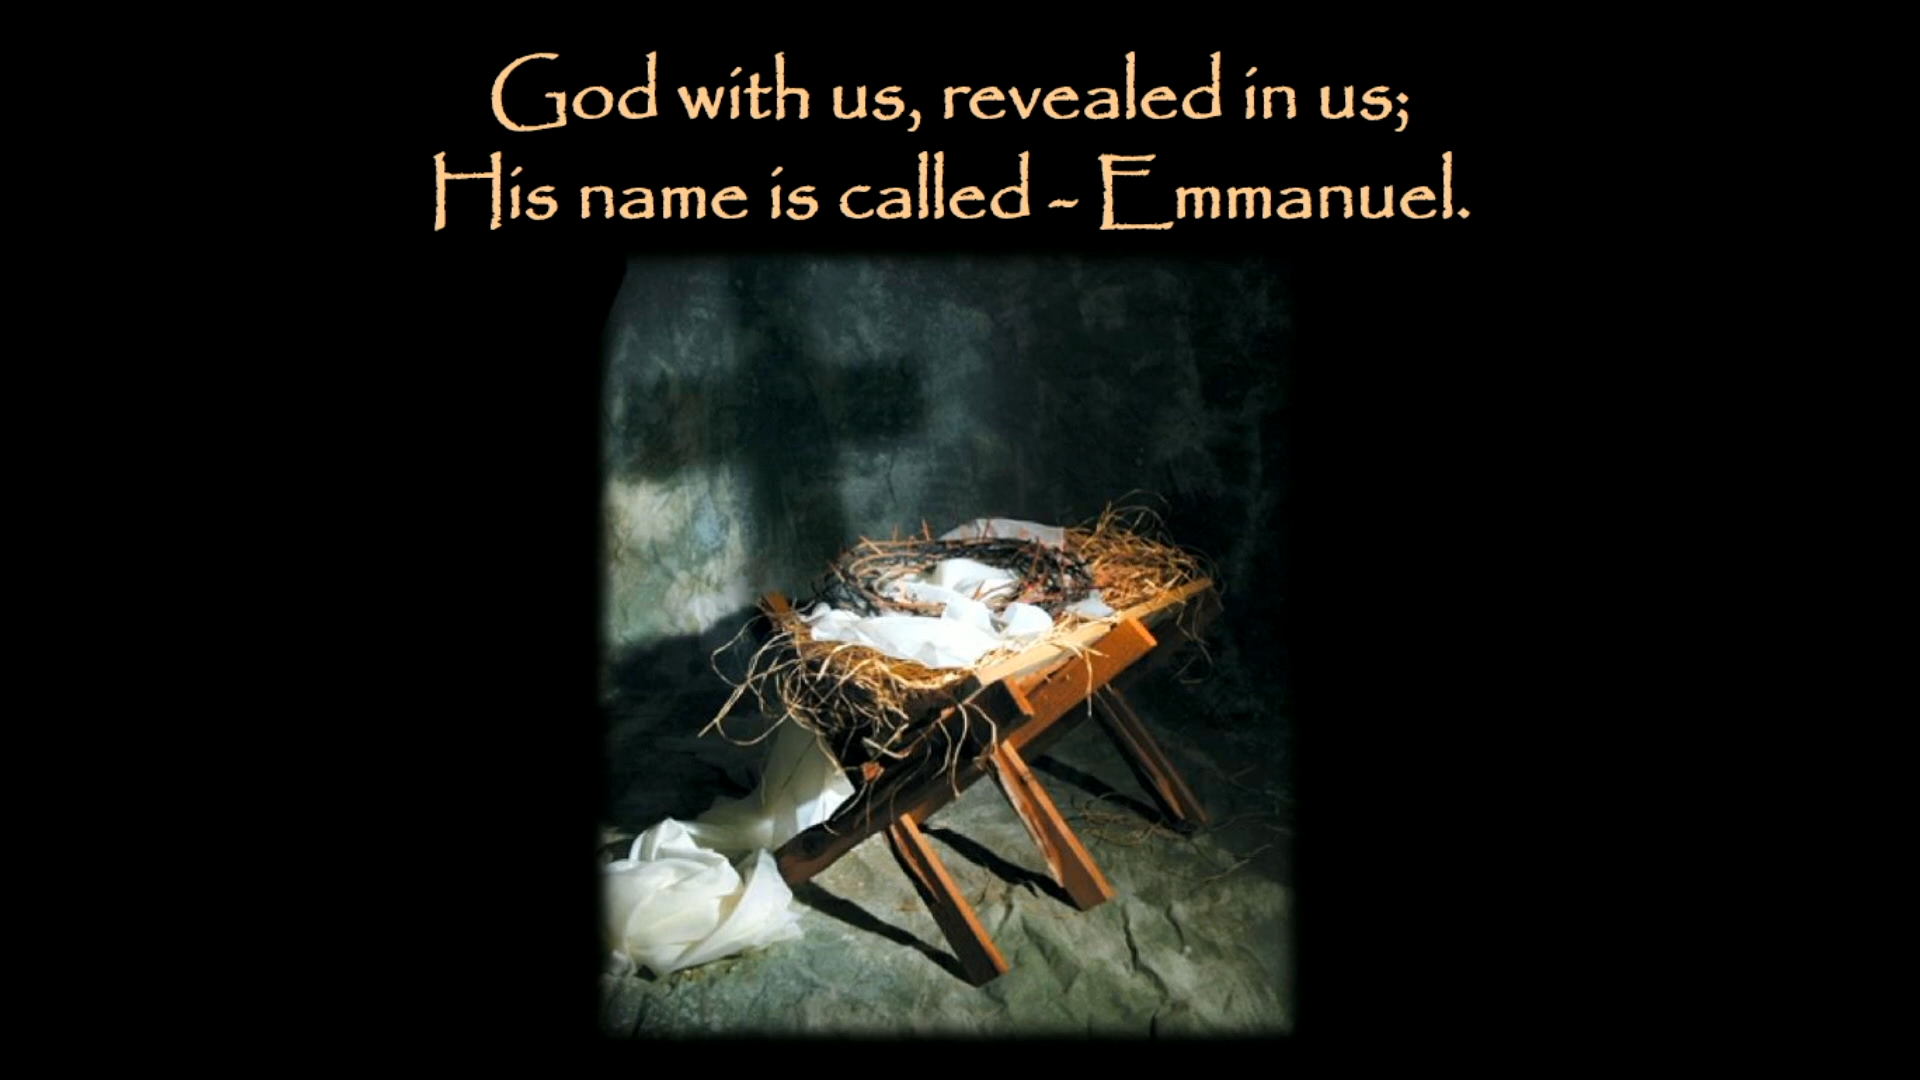 God with us, revealed in us;
His name is called ~ Emmanuel.